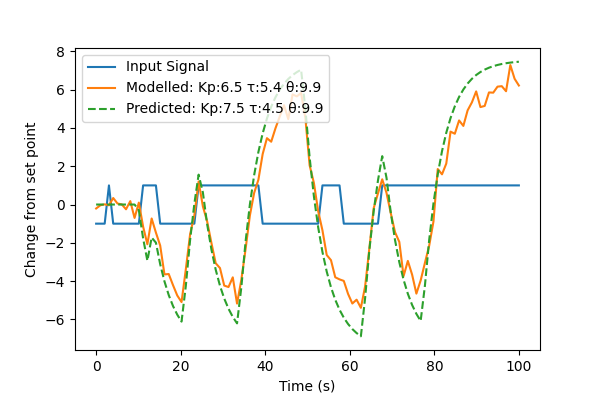 8
6
4
2
0
−2
−4
−6
Change from set point
Input Signal
Modelled: Kp:6.5 τ:5.4 θ:9.9
Predicted: Kp:7.5 τ:4.5 θ:9.9
0 20 40 60 80 100
Time (s)